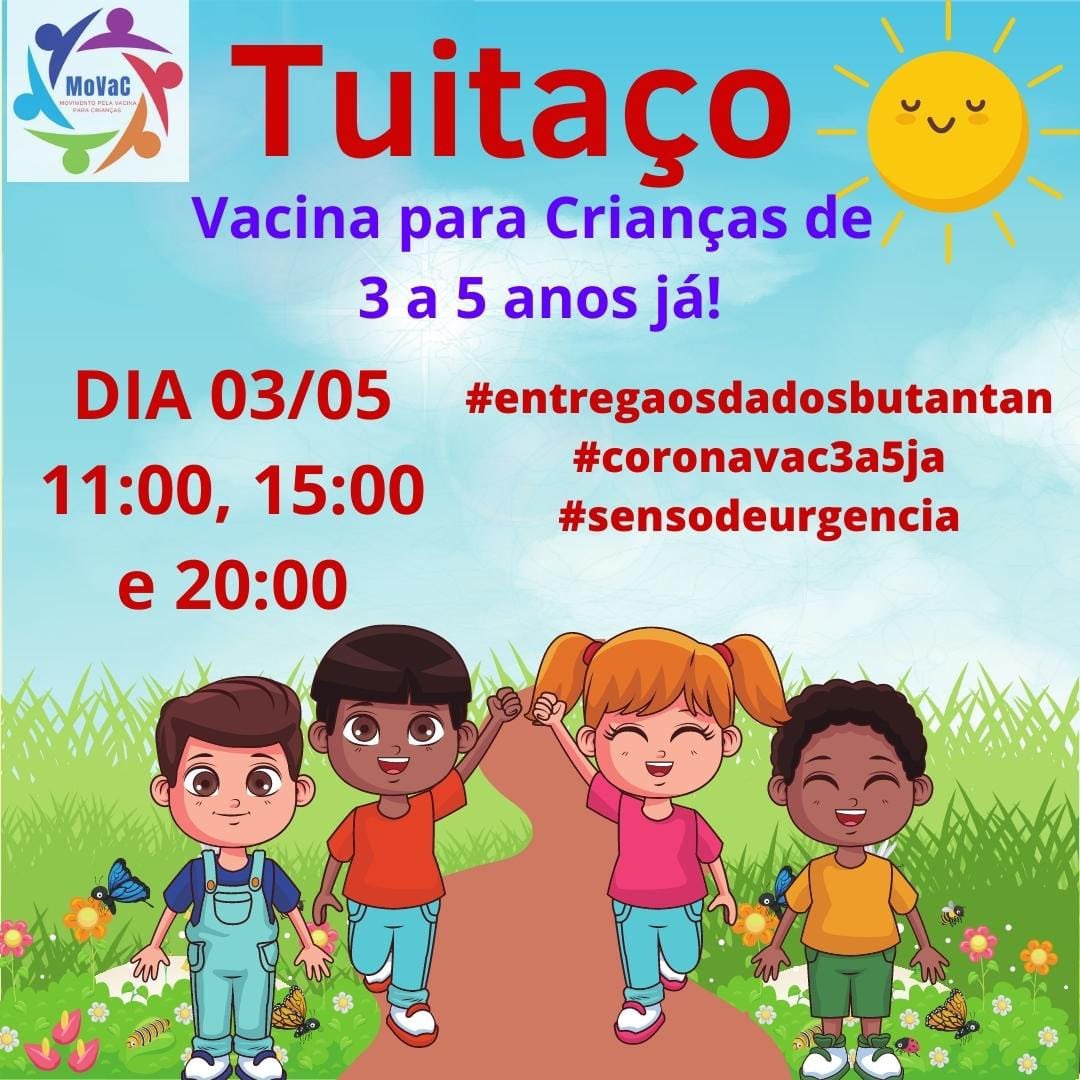 MoVaC
MOVIMENTO PELA VACINA
PARA CRIANÇAS
Tuitaço
Vacina para Crianças de
3 a 5 anos já!
DIA 03/05
11:00, 15:00
e 20:00
#entregaosdadosbutantan
#coronavac3a5ja
#sensodeurgencia